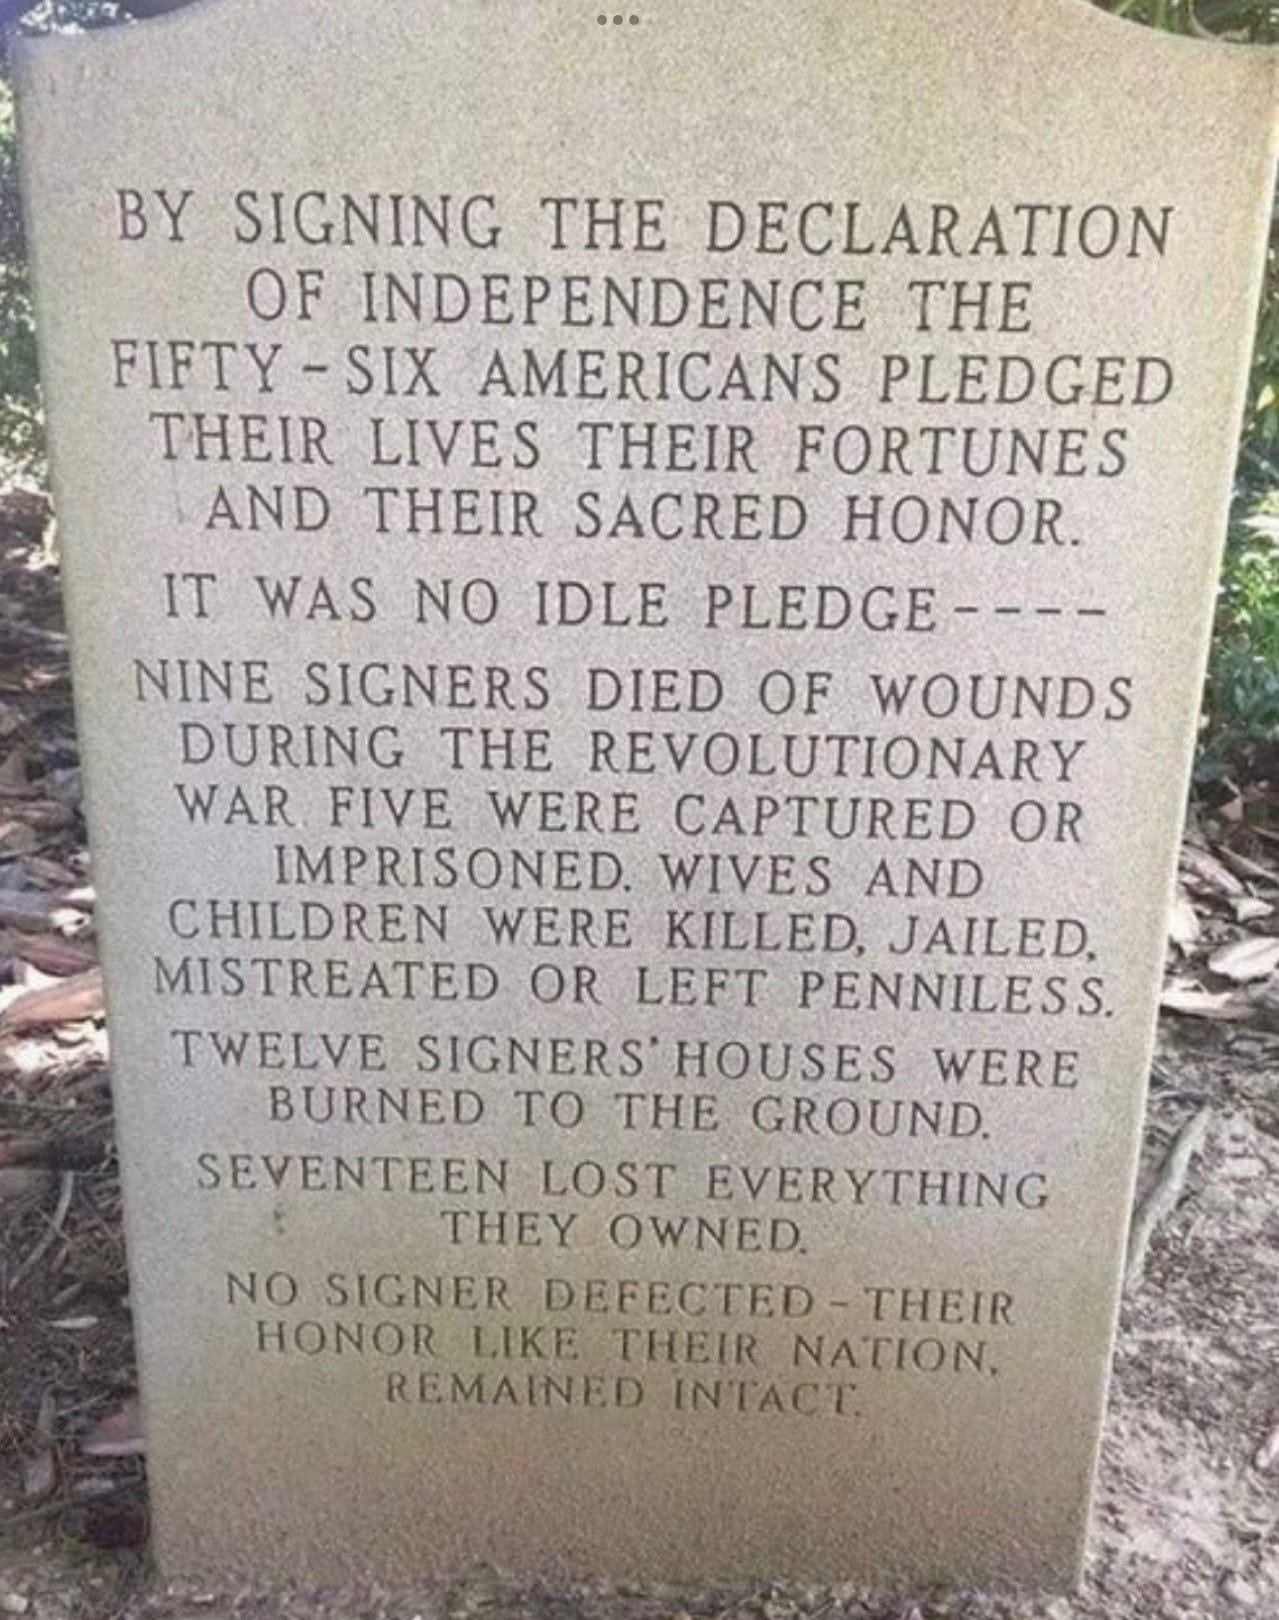 BY SIGNING THE DECLARATION
OF INDEPENDENCE THE
FIFTY-SIX AMERICANS PLEDGED
THEIR LIVES THEIR FORTUNES
AND THEIR SACRED HONOR.
IT WAS NO IDLE PLEDGE----
NINE SIGNERS DIED OF WOUNDS
DURING THE REVOLUTIONARY
WAR. FIVE WERE CAPTURED OR
IMPRISONED. WIVES AND
CHILDREN WERE KILLED, JAILED,
MISTREATED OR LEFT PENNILESS.
TWELVE SIGNERS' HOUSES WERE
BURNED TO THE GROUND.
SEVENTEEN LOST EVERYTHING
THEY OWNED.
NO SIGNER DEFECTED - THEIR
HONOR LIKE THEIR NATION,
REMAINED INTACT.